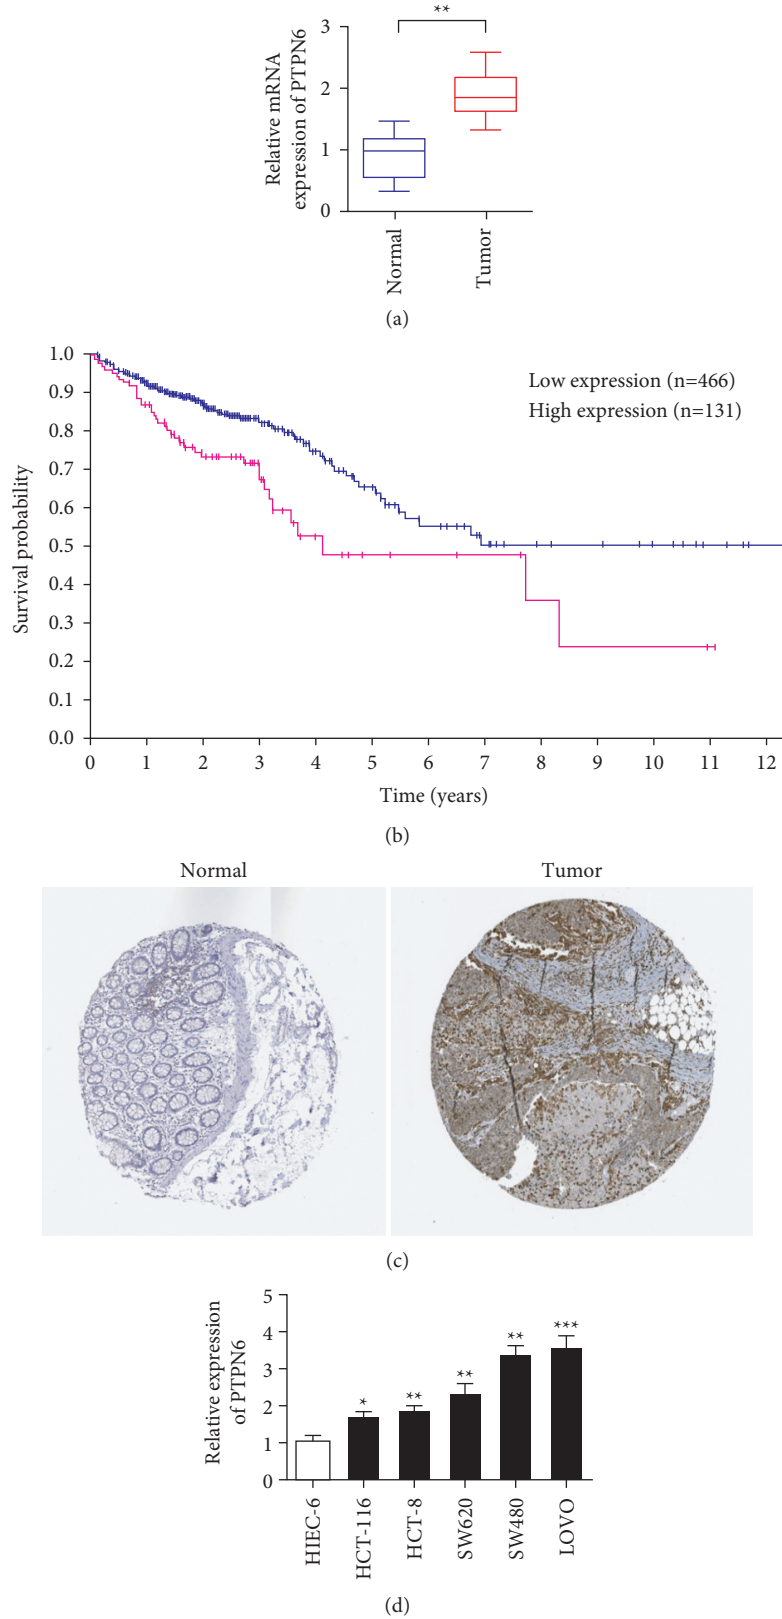 **
3
2
1
0
Relative mRNA
expression of PTPN6
Normal
Tumor
(a)
1.0
0.9
0.8
0.7
0.6
0.5
0.4
0.3
0.2
0.1
0.0
Survival probability
Low expression (n=466)
High expression (n=131)
0 1 2 3 4 5 6 7 8 9 10 11 12
Time (years)
(b)
Normal
Tumor
(c)
5
4
3
2
1
0
Relative expression
of PTPN6
*
**
**
**
***
HIEC-6
HCT-116
HCT-8
SW620
SW480
LOVO
(d)